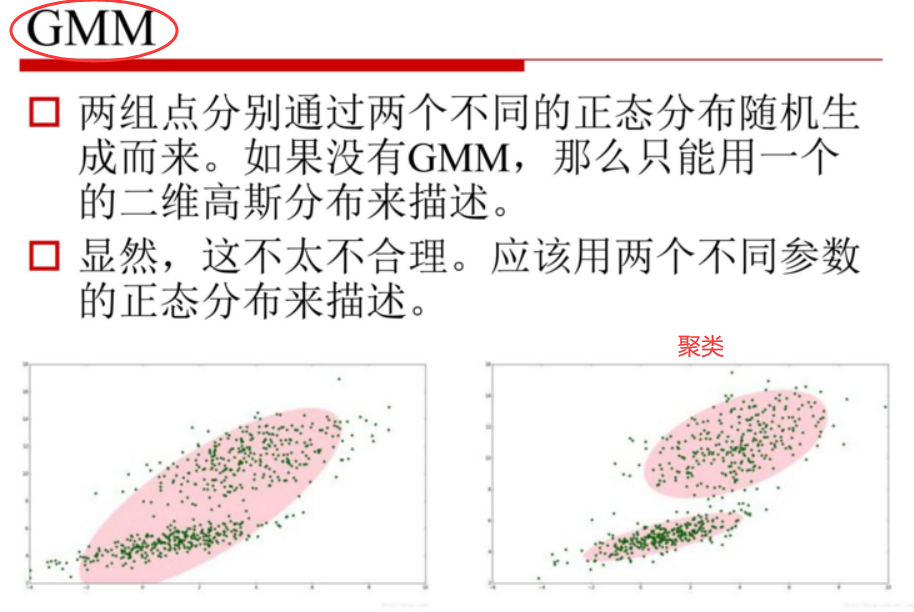 GMM
两组点分别通过两个不同的正态分布随机生
成而来。如果没有GMM，那么只能用一个
的二维高斯分布来描述。
显然，这不太不合理。应该用两个不同参数
的正态分布来描述。
聚类